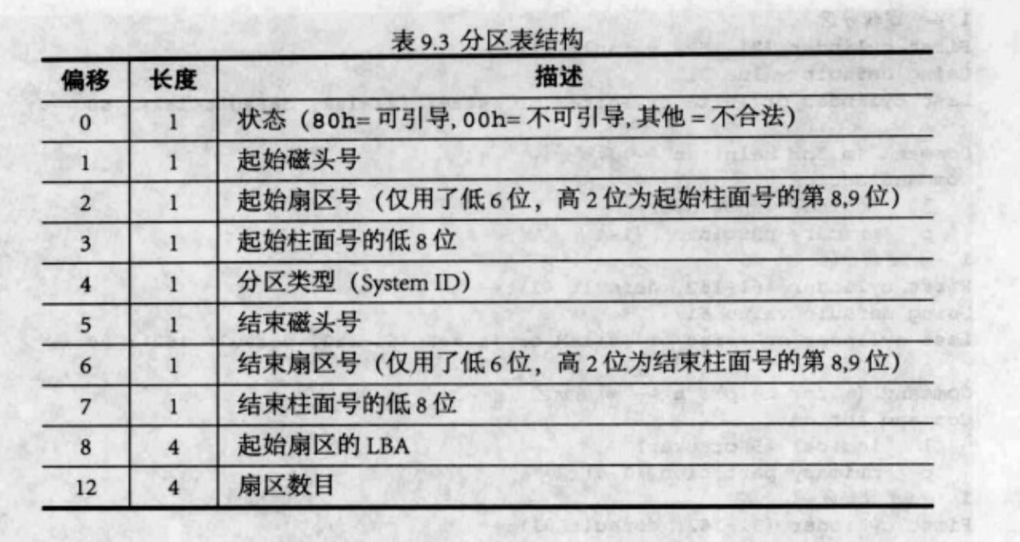 表 9.3 分区表结构
偏移 长度 描述
0 1 状态（80h=可引导,00h=不可引导,其他=不合法）
1 1 起始磁头号
2 1 起始扇区号（仅用了低6位，高2位为起始柱面号的第8,9位）
3 1 起始柱面号的低8位
4 1 分区类型（System ID）
5 1 结束磁头号
6 1 结束扇区号（仅用了低6位，高2位为结束柱面号的第8,9位）
7 1 结束柱面号的低8位
8 4 起始扇区的LBA
12 4 扇区数目